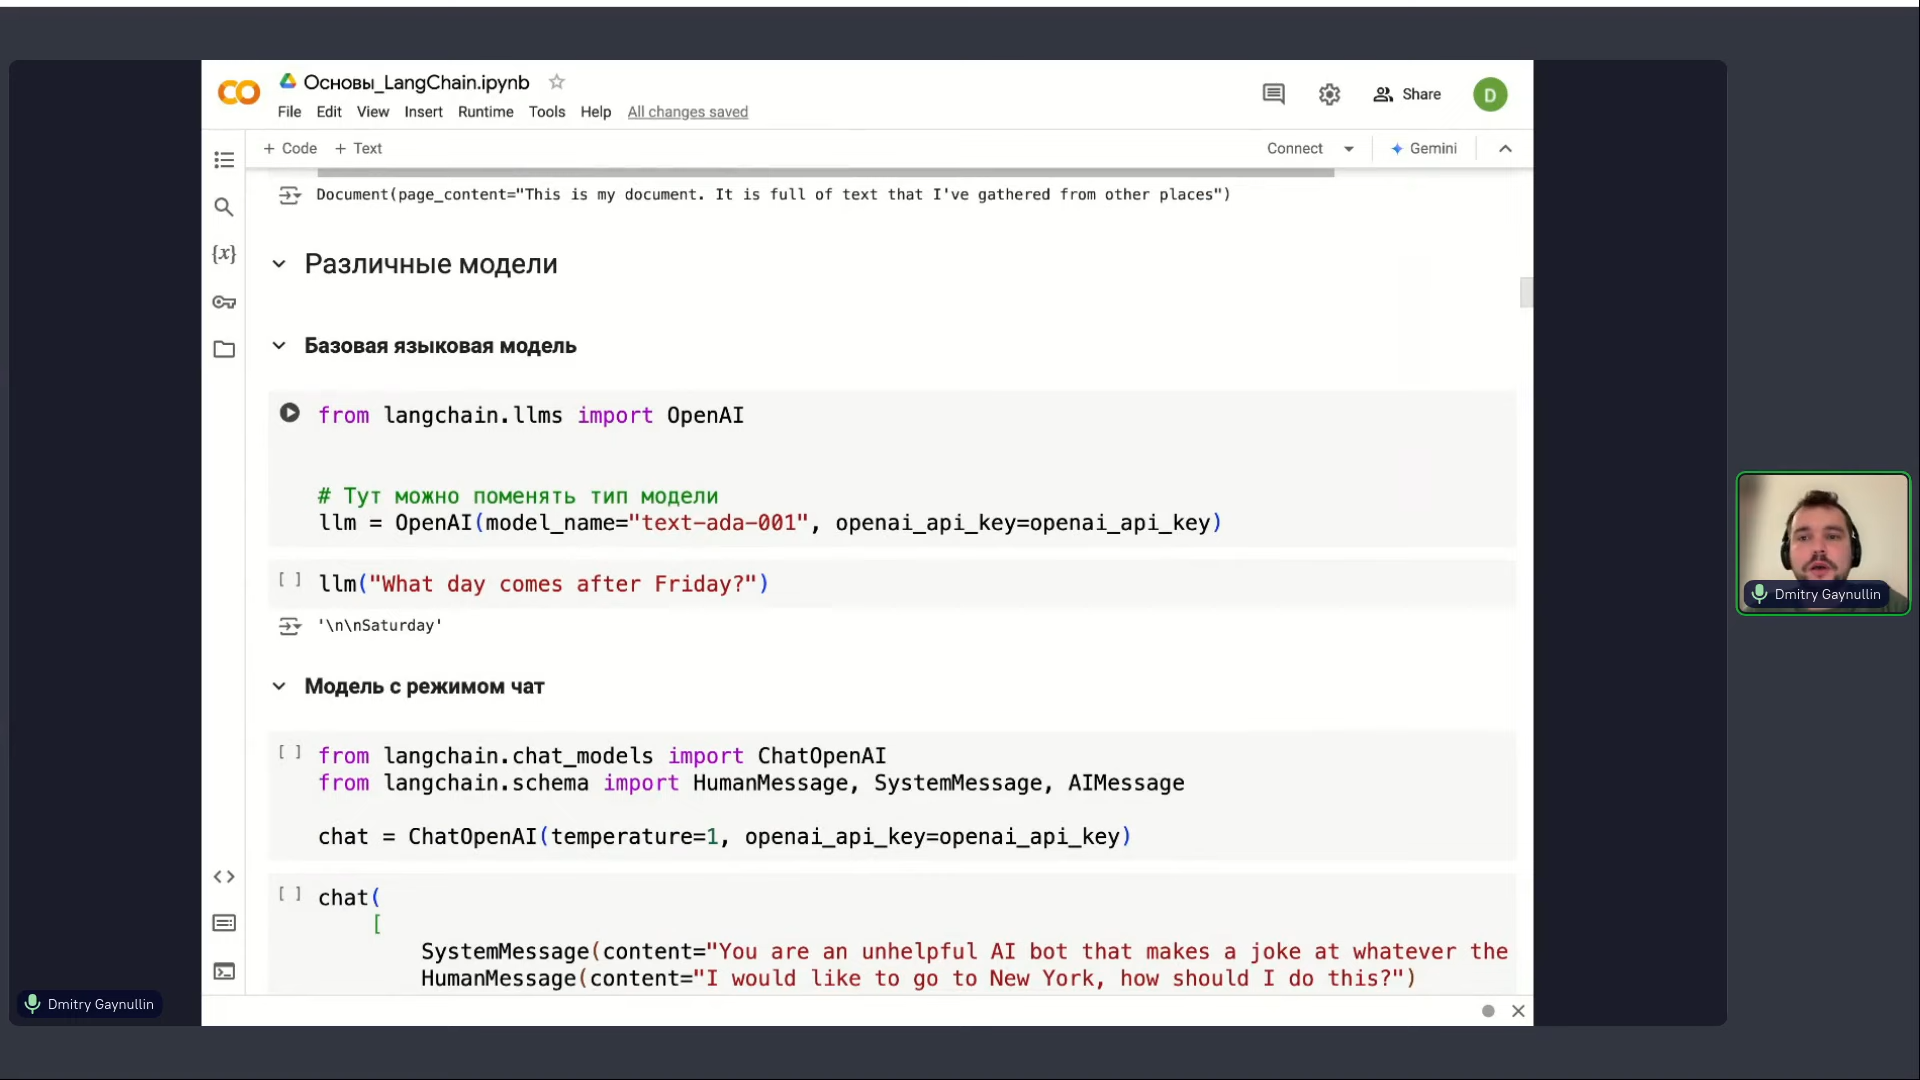 Основы_LangChain.ipynb
File Edit View Insert Runtime Tools Help All changes saved
Share
D
+ Code + Text
Connect
Gemini
Document(page_content="This is my document. It is full of text that I've gathered from other places")
{x}
Различные модели
Базовая языковая модель
from langchain.llms import OpenAI
# Тут можно поменять тип модели
llm = OpenAI(model_name="text-ada-001", openai_api_key=openai_api_key)
[ ] llm("What day comes after Friday?")
'\n\nSaturday'
Модель с режимом чат
[ ] from langchain.chat_models import ChatOpenAI
from langchain.schema import HumanMessage, SystemMessage, AIMessage
chat = ChatOpenAI(temperature=1, openai_api_key=openai_api_key)
[ ] chat(
[
SystemMessage(content="You are an unhelpful AI bot that makes a joke at whatever the
HumanMessage(content="I would like to go to New York, how should I do this?")
Dmitry Gaynullin
Dmitry Gaynullin